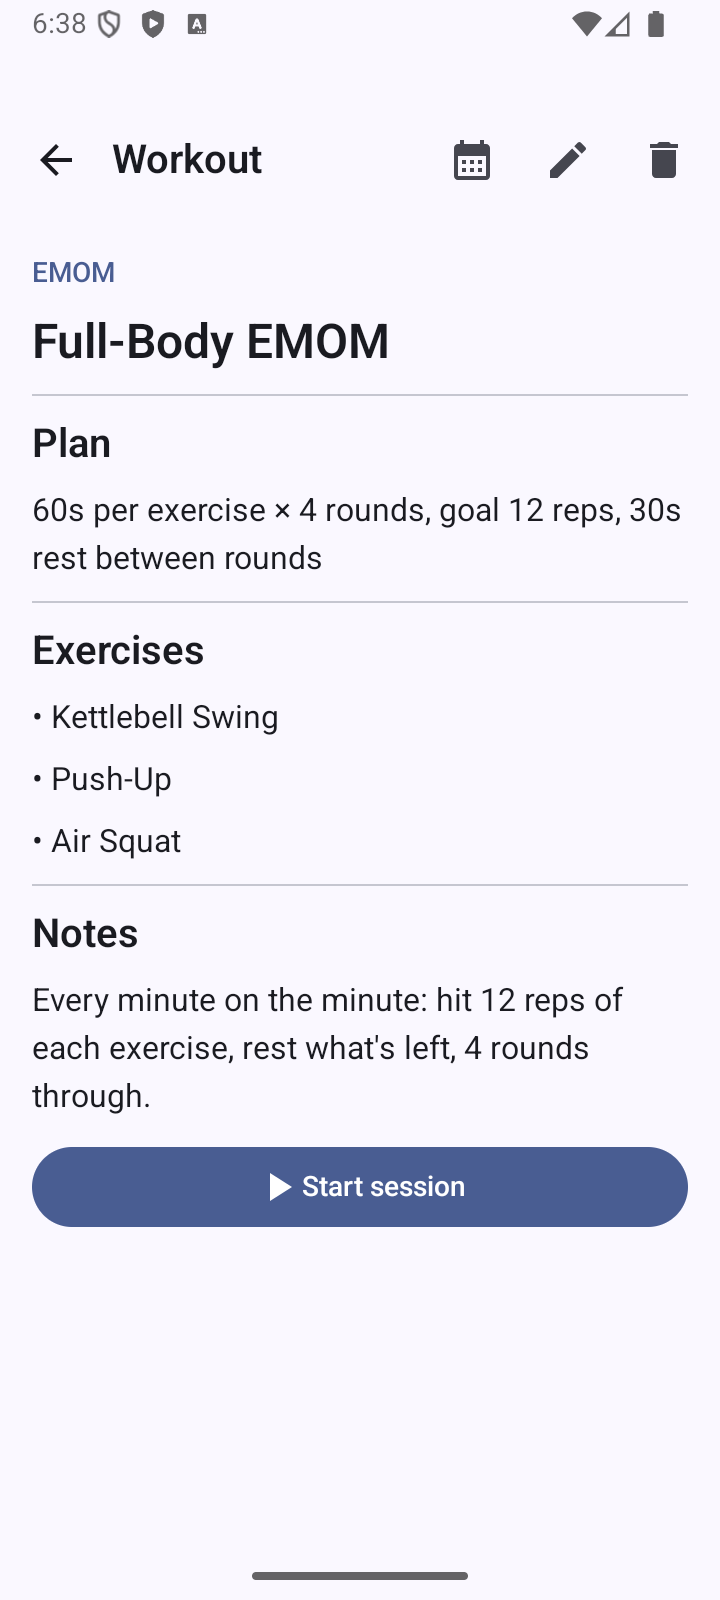 6:38
Workout
EMOM
Full-Body EMOM
Plan
60s per exercise × 4 rounds, goal 12 reps, 30s
rest between rounds
Exercises
• Kettlebell Swing
• Push-Up
• Air Squat
Notes
Every minute on the minute: hit 12 reps of
each exercise, rest what's left, 4 rounds
through.
Start session